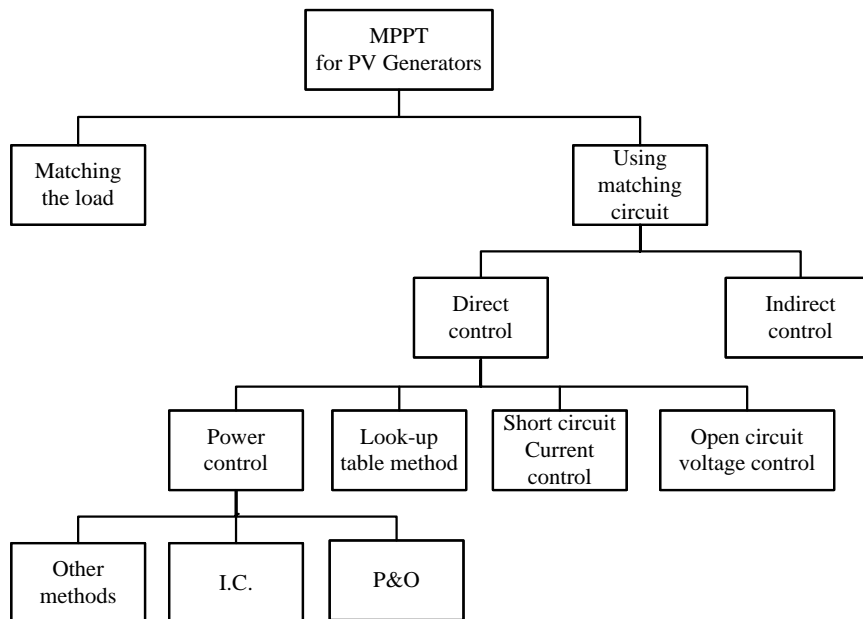 MPPT
for PV Generators
Matching
the load
Using
matching
circuit
Direct
control
Indirect
control
Power
control
Look-up
table method
Short circuit
Current
control
Open circuit
voltage control
Other
methods
I.C.
P&O